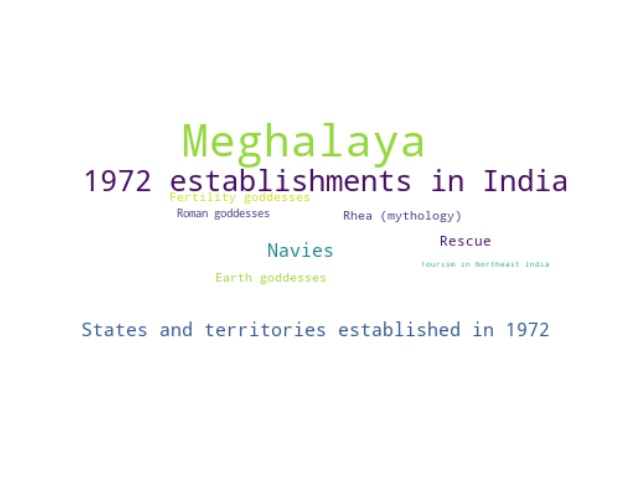 Meghalaya
1972 establishments in India
Fertility goddesses
Roman goddesses
Rhea (mythology)
Rescue
Navies
Tourism in Northeast India
Earth goddesses
States and territories established in 1972